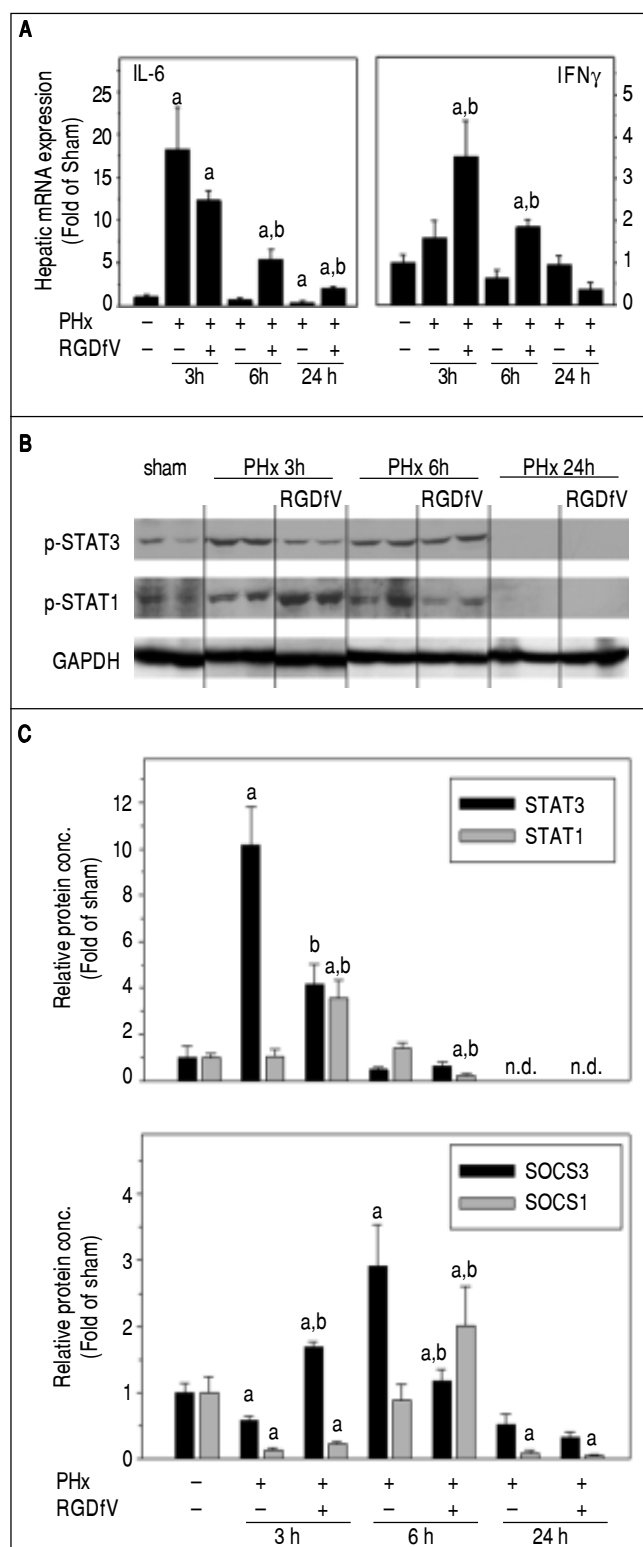 A
IL-6
IFNγ
Hepatic mRNA expression
(Fold of Sham)
25
20
15
10
5
0
5
4
3
2
1
0
a
a
a,b
a
a,b
a,b
a,b
PHx – + + + + + + – + + + + + +
RGDfV – – + – + – + – – + – + – +
3h 6h 24 h 3h 6h 24 h
B
sham PHx 3h PHx 6h PHx 24h
RGDfV RGDfV RGDfV
p-STAT3
p-STAT1
GAPDH
C
Relative protein conc.
(Fold of sham)
12
10
8
6
4
2
0
STAT3
STAT1
a
b
a,b
a,b
n.d. n.d.
Relative protein conc.
(Fold of sham)
4
3
2
1
0
SOCS3
SOCS1
a
a
a,b
a
a
a,b
a,b
a
a
PHx – + + + + + +
RGDfV – – + – + – +
3 h 6 h 24 h